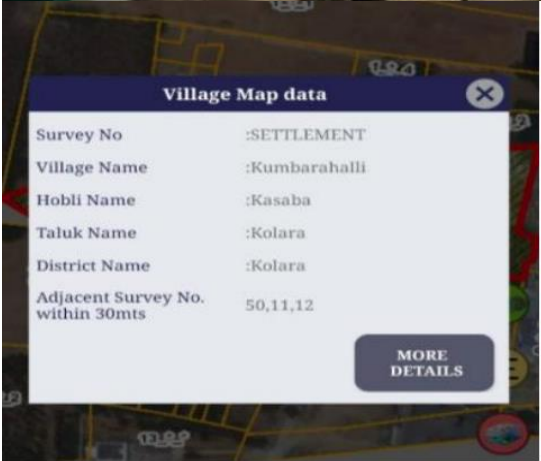 Village Map data
Survey No :SETTLEMENT
Village Name :Kumbarahalli
Hobli Name :Kasaba
Taluk Name :Kolara
District Name :Kolara
Adjacent Survey No.
within 30mts 50,11,12
MORE
DETAILS